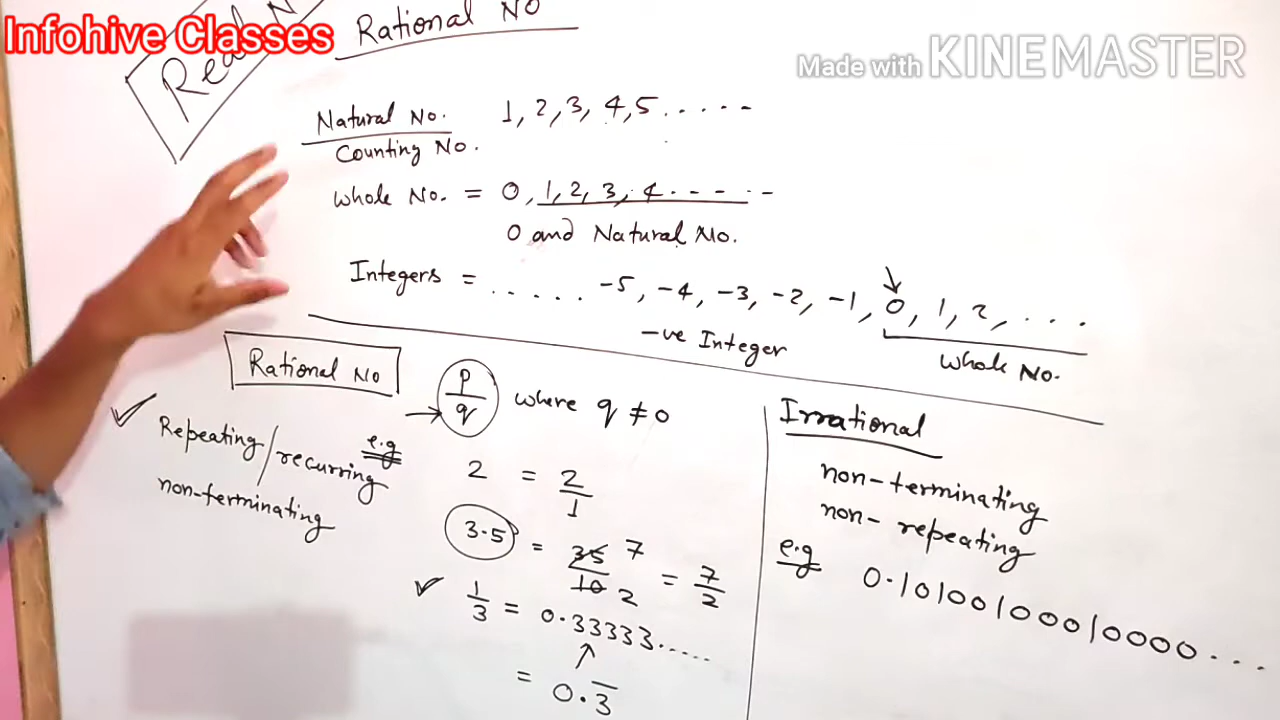 Infohive Classes
Made with KINEMASTER
Real N
Rational No
Natural No. 1, 2, 3, 4, 5 .....
Counting No.
Whole No. = 0, 1, 2, 3, 4 .....
0 and Natural No.
Integers = ..... -5, -4, -3, -2, -1, 0, 1, 2, ....
-ve Integer
Whole No.
Rational No
p/q where q ≠ 0
Repeating/recurring
non-terminating
e.g
2 = 2/1
3.5 = 35/10 7 2 = 7/2
1/3 = 0.33333.....
= 0.3̅
Irrational
non-terminating
non-repeating
e.g 0.10100100010000...